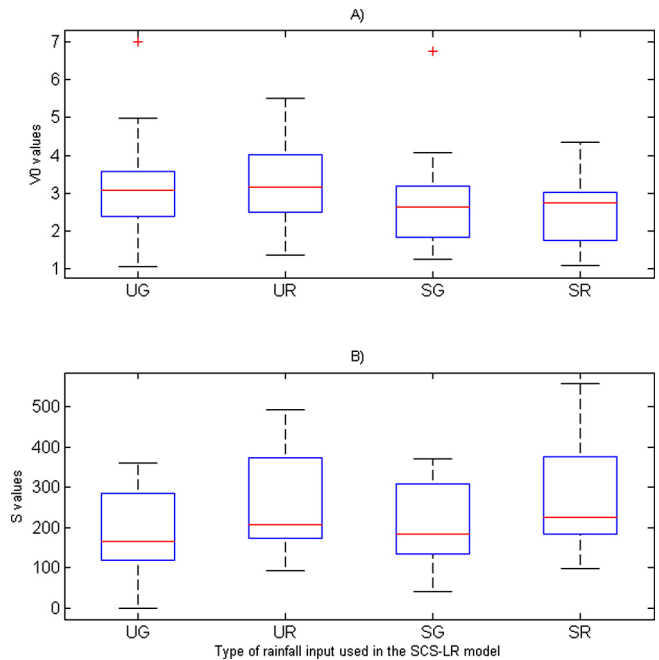 A)
7
6
5
4
3
2
1
V0 values
UG UR SG SR
B)
500
400
300
200
100
0
S values
UG UR SG SR
Type of rainfall input used in the SCS-LR model